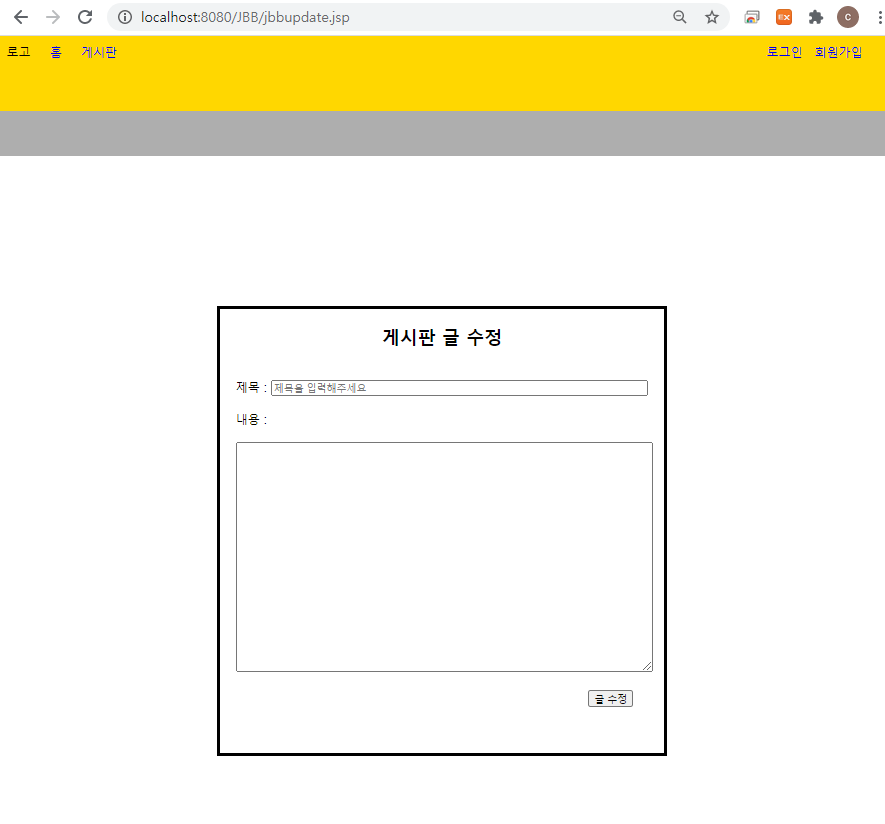 localhost:8080/JBB/jbbupdate.jsp
로고 홈 게시판 로그인 회원가입
게시판 글 수정
제목 : 제목을 입력해주세요
내용 :
글 수정